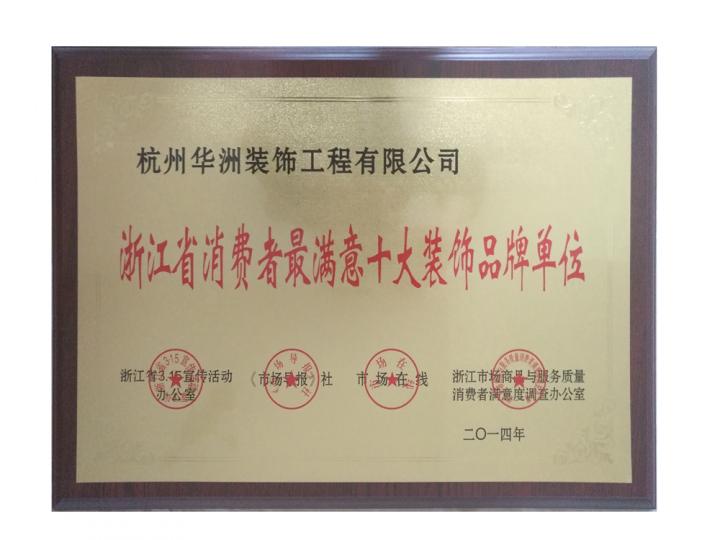 杭州华洲装饰工程有限公司
浙江省消费者最满意十大装饰品牌单位
浙江省3.15宣传活动 《市场导报》社 市场在线 浙江市场商品与服务质量
办公室 消费者满意度调查办公室
二〇一四年